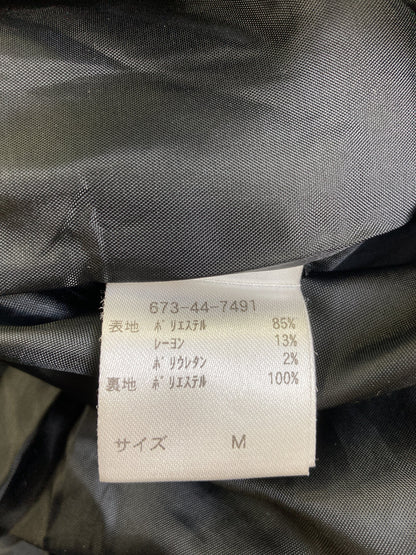 673-44-7491
表地 ﾎﾟﾘｴｽﾃﾙ 85%
ﾚｰﾖﾝ 13%
ﾎﾟﾘｳﾚﾀﾝ 2%
裏地 ﾎﾟﾘｴｽﾃﾙ 100%
サイズ M